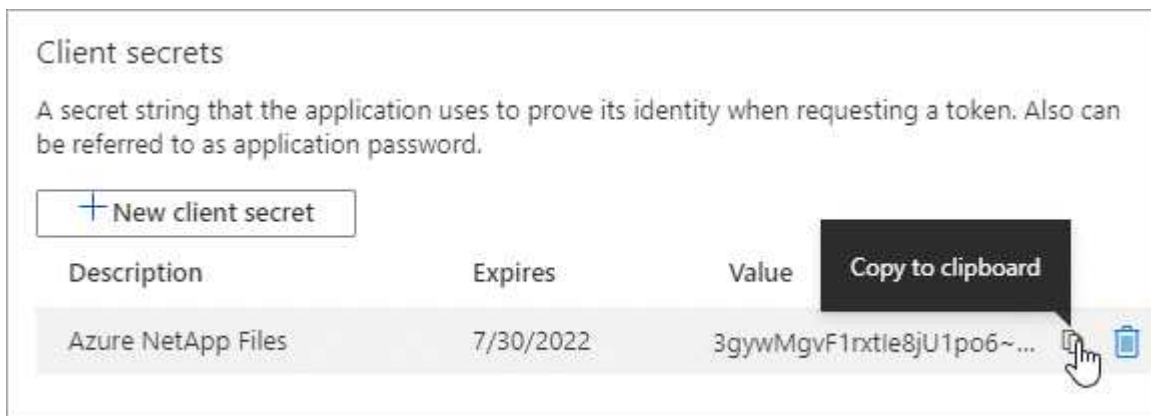 Client secrets
A secret string that the application uses to prove its identity when requesting a token. Also can
be referred to as application password.
+ New client secret
Copy to clipboard
Description Expires Value
Azure NetApp Files 7/30/2022 3gywMgvF1rxtIe8jU1po6~...